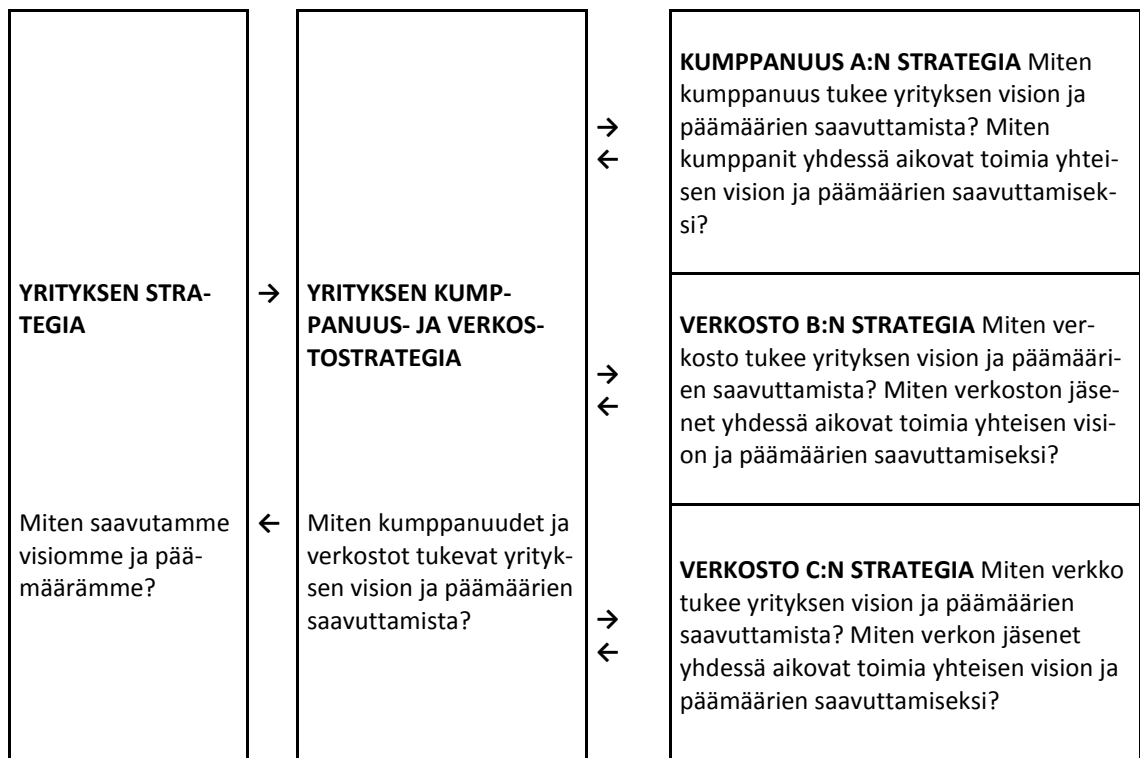 YRITYKSEN STRA-
TEGIA
Miten saavutamme
visiomme ja pää-
määrämme?
→
←
YRITYKSEN KUMP-
PANUUS- JA VERKOS-
TOSTRATEGIA
Miten kumppanuudet ja
verkostot tukevat yrityk-
sen vision ja päämäärien
saavuttamista?
→
←
KUMPPANUUS A:N STRATEGIA Miten
kumppanuus tukee yrityksen vision ja
päämäärien saavuttamista? Miten
kumppanit yhdessä aikovat toimia yhtei-
sen vision ja päämäärien saavuttamisek-
si?
→
←
VERKOSTO B:N STRATEGIA Miten ver-
kosto tukee yrityksen vision ja päämääri-
en saavuttamista? Miten verkoston jäse-
net yhdessä aikovat toimia yhteisen visi-
on ja päämäärien saavuttamiseksi?
→
←
VERKOSTO C:N STRATEGIA Miten verkko
tukee yrityksen vision ja päämäärien
saavuttamista? Miten verkon jäsenet
yhdessä aikovat toimia yhteisen vision ja
päämäärien saavuttamiseksi?